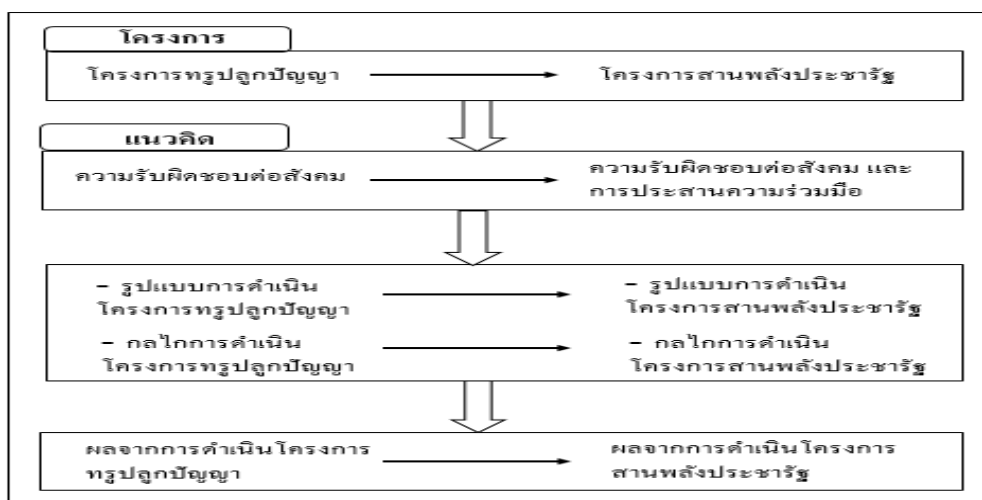 โครงการ
โครงการทรูปลูกปัญญา
โครงการสานพลังประชารัฐ
แนวคิด
ความรับผิดชอบต่อสังคม
ความรับผิดชอบต่อสังคม และ
การประสานความร่วมมือ
– รูปแบบการดำเนิน
โครงการทรูปลูกปัญญา
– รูปแบบการดำเนิน
โครงการสานพลังประชารัฐ
– กลไกการดำเนิน
โครงการทรูปลูกปัญญา
– กลไกการดำเนิน
โครงการสานพลังประชารัฐ
ผลจากการดำเนินโครงการ
ทรูปลูกปัญญา
ผลจากการดำเนินโครงการ
สานพลังประชารัฐ